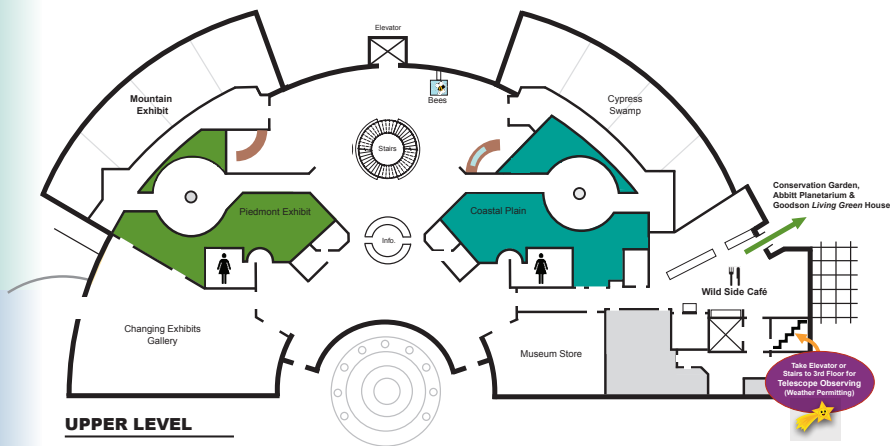 Elevator
Bees
Mountain
Exhibit
Cypress
Swamp
Stairs
Conservation Garden,
Abbitt Planetarium &
Goodson Living Green House
Piedmont Exhibit
Coastal Plain
Info.
Wild Side Café
Changing Exhibits
Gallery
Museum Store
Take Elevator or
Stairs to 3rd Floor for
Telescope Observing
(Weather Permitting)
UPPER LEVEL